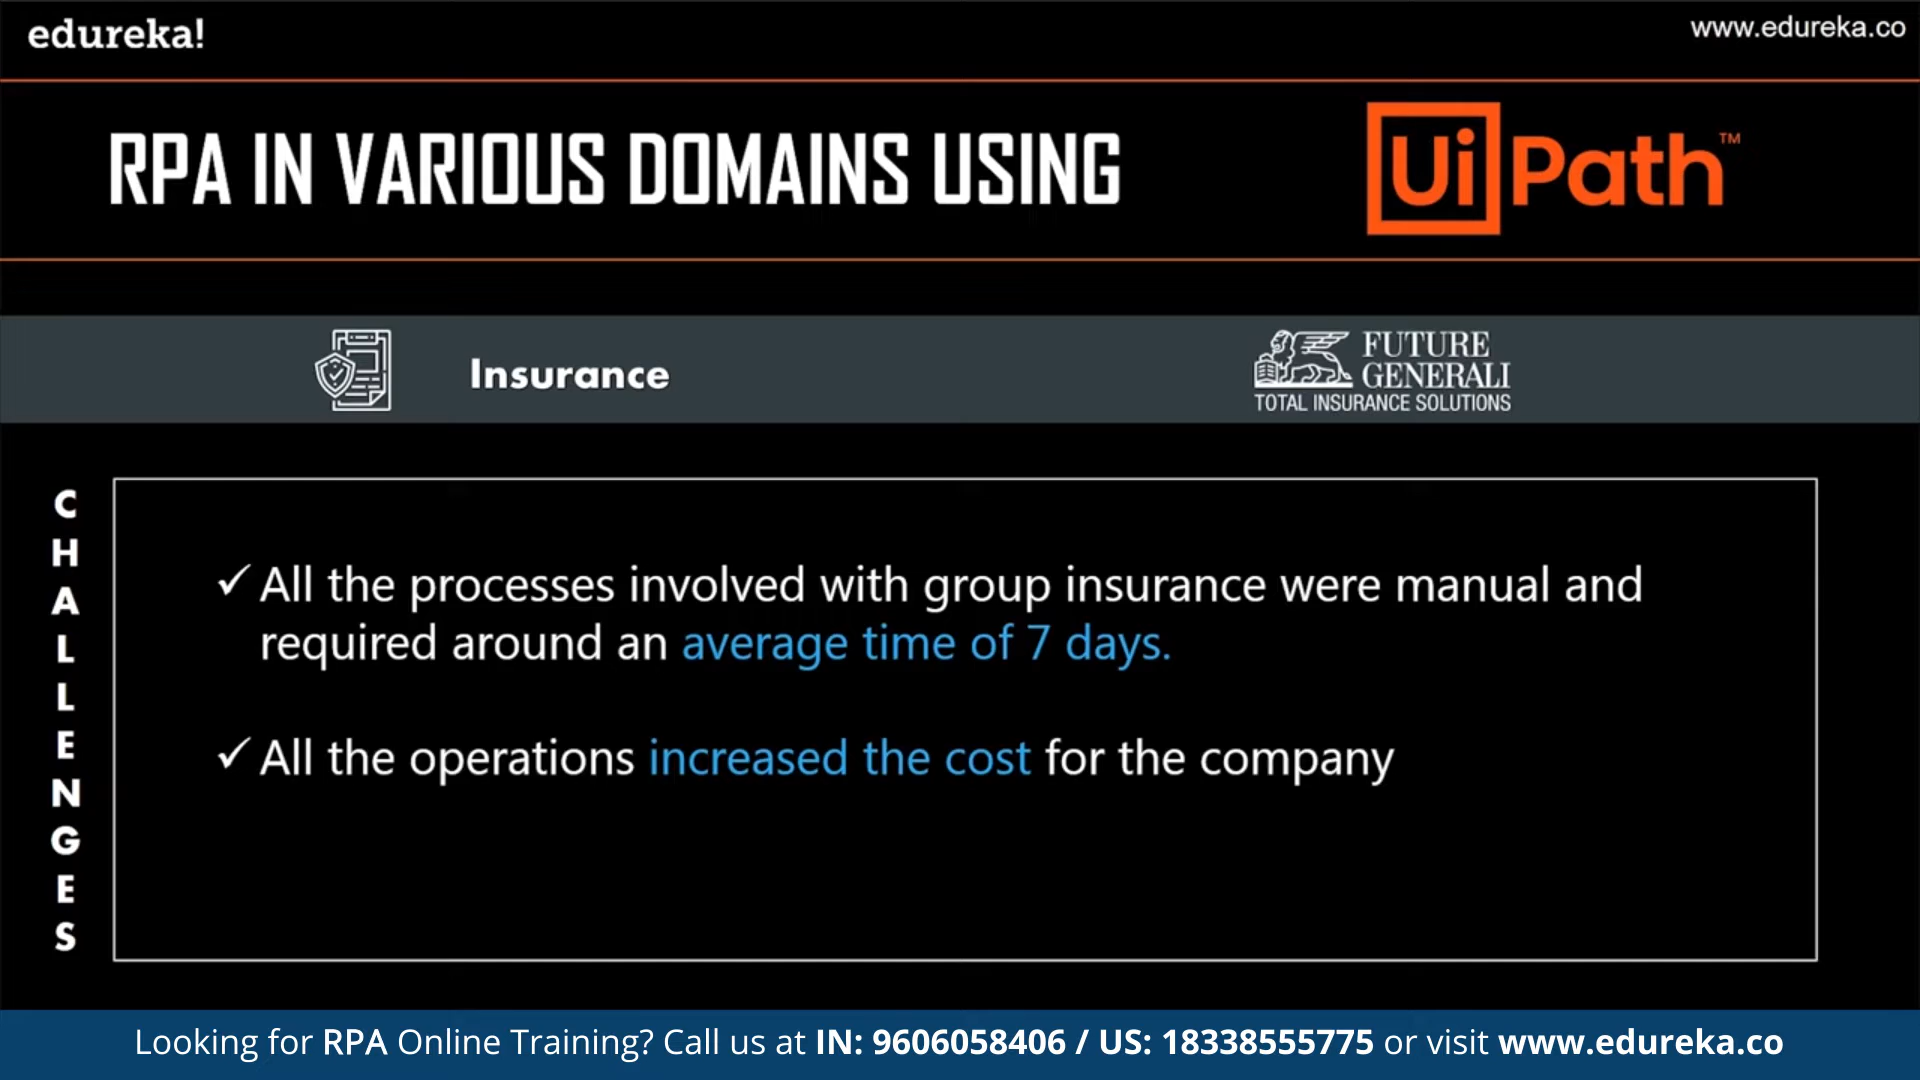 edureka!
www.edureka.co
RPA IN VARIOUS DOMAINS USING
UiPath™
Insurance
FUTURE
GENERALI
TOTAL INSURANCE SOLUTIONS
CHALLENGES
✓ All the processes involved with group insurance were manual and
required around an average time of 7 days.
✓ All the operations increased the cost for the company
Looking for RPA Online Training? Call us at IN: 9606058406 / US: 18338555775 or visit www.edureka.co